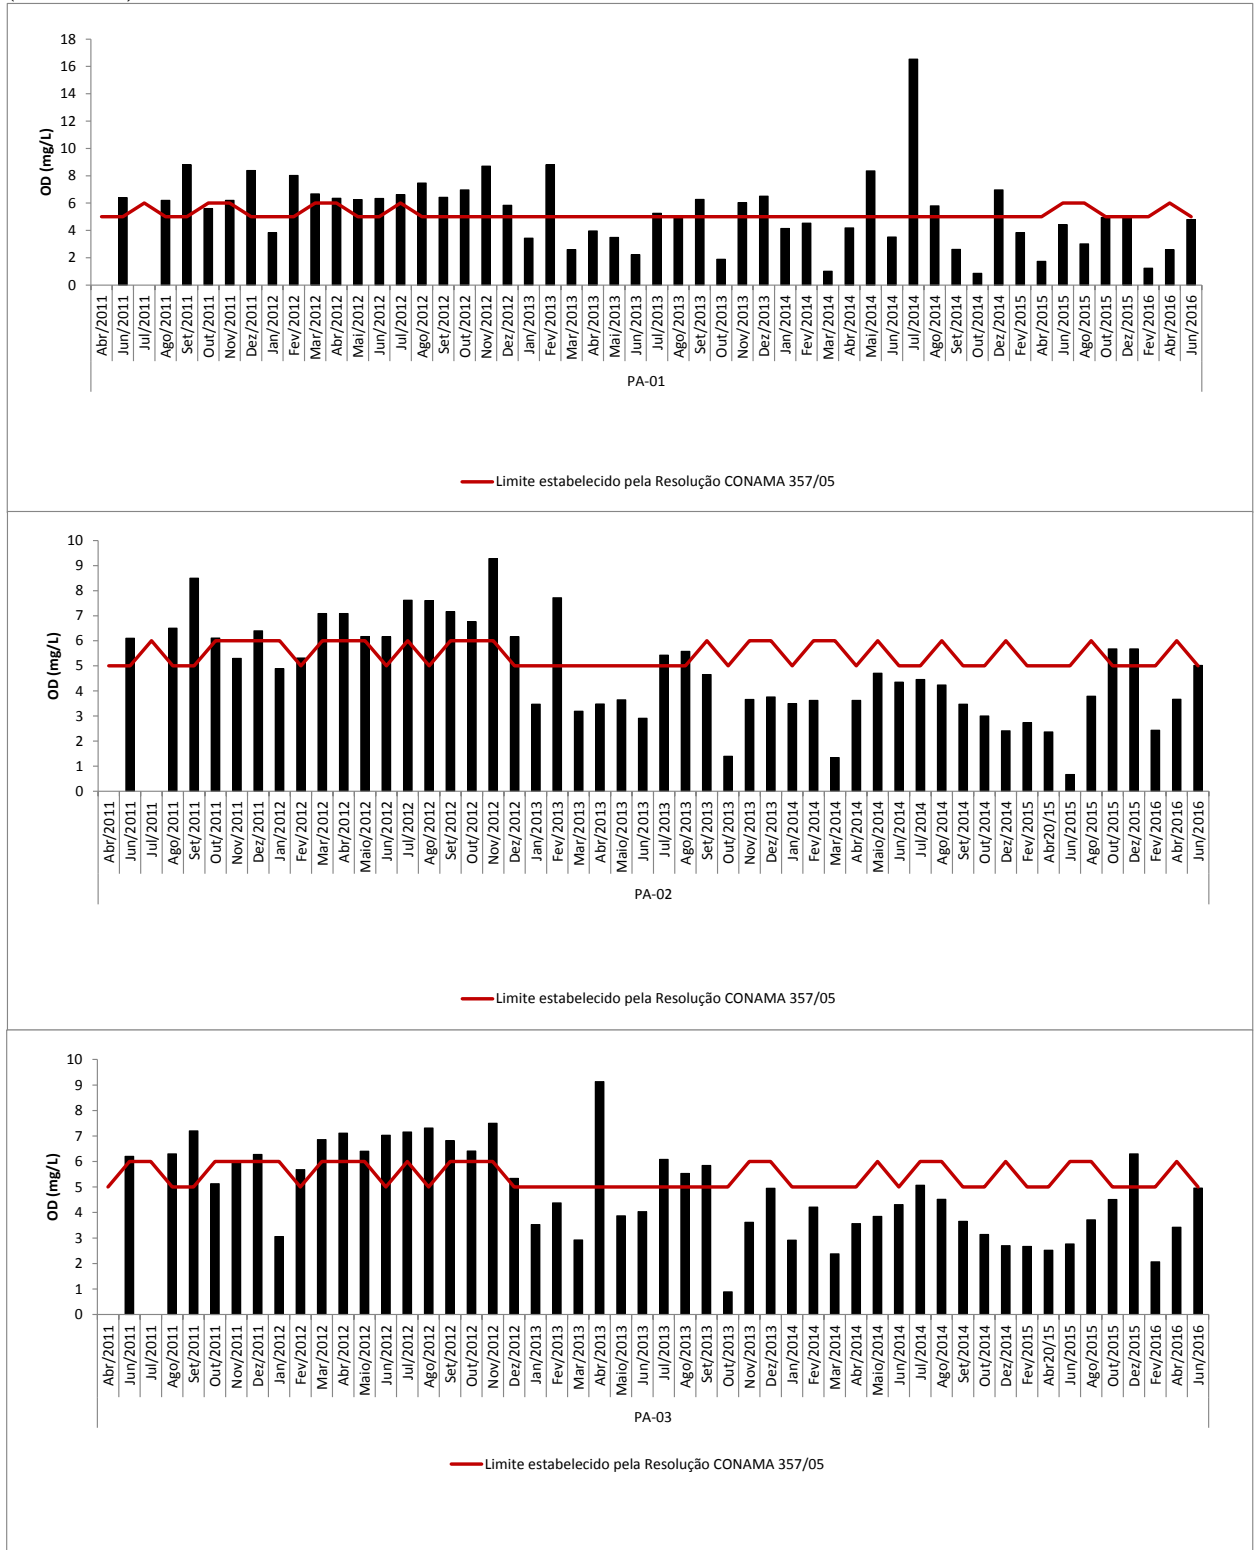 18
16
14
12
10
8
6
4
2
0
OD (mg/L)
Abr/2011 Jun/2011 Jul/2011 Ago/2011 Set/2011 Out/2011 Nov/2011 Dez/2011 Jan/2012 Fev/2012 Mar/2012 Abr/2012 Mai/2012 Jun/2012 Jul/2012 Ago/2012 Set/2012 Out/2012 Nov/2012 Dez/2012 Jan/2013 Fev/2013 Mar/2013 Abr/2013 Mai/2013 Jun/2013 Jul/2013 Ago/2013 Set/2013 Out/2013 Nov/2013 Dez/2013 Jan/2014 Fev/2014 Mar/2014 Abr/2014 Mai/2014 Jun/2014 Jul/2014 Ago/2014 Set/2014 Out/2014 Dez/2014 Fev/2015 Abr/2015 Jun/2015 Ago/2015 Out/2015 Dez/2015 Fev/2016 Abr/2016 Jun/2016
PA-01
Limite estabelecido pela Resolução CONAMA 357/05
10
9
8
7
6
5
4
3
2
1
0
OD (mg/L)
Abr/2011 Jun/2011 Jul/2011 Ago/2011 Set/2011 Out/2011 Nov/2011 Dez/2011 Jan/2012 Fev/2012 Mar/2012 Abr/2012 Maio/2012 Jun/2012 Jul/2012 Ago/2012 Set/2012 Out/2012 Nov/2012 Dez/2012 Jan/2013 Fev/2013 Mar/2013 Abr/2013 Maio/2013 Jun/2013 Jul/2013 Ago/2013 Set/2013 Out/2013 Nov/2013 Dez/2013 Jan/2014 Fev/2014 Mar/2014 Abr/2014 Maio/2014 Jun/2014 Jul/2014 Ago/2014 Set/2014 Out/2014 Dez/2014 Fev/2015 Abr20/15 Jun/2015 Ago/2015 Out/2015 Dez/2015 Fev/2016 Abr/2016 Jun/2016
PA-02
Limite estabelecido pela Resolução CONAMA 357/05
10
9
8
7
6
5
4
3
2
1
0
OD (mg/L)
Abr/2011 Jun/2011 Jul/2011 Ago/2011 Set/2011 Out/2011 Nov/2011 Dez/2011 Jan/2012 Fev/2012 Mar/2012 Abr/2012 Maio/2012 Jun/2012 Jul/2012 Ago/2012 Set/2012 Out/2012 Nov/2012 Dez/2012 Jan/2013 Fev/2013 Mar/2013 Abr/2013 Maio/2013 Jun/2013 Jul/2013 Ago/2013 Set/2013 Out/2013 Nov/2013 Dez/2013 Jan/2014 Fev/2014 Mar/2014 Abr/2014 Maio/2014 Jun/2014 Jul/2014 Ago/2014 Set/2014 Out/2014 Dez/2014 Fev/2015 Abr20/15 Jun/2015 Ago/2015 Out/2015 Dez/2015 Fev/2016 Abr/2016 Jun/2016
PA-03
Limite estabelecido pela Resolução CONAMA 357/05